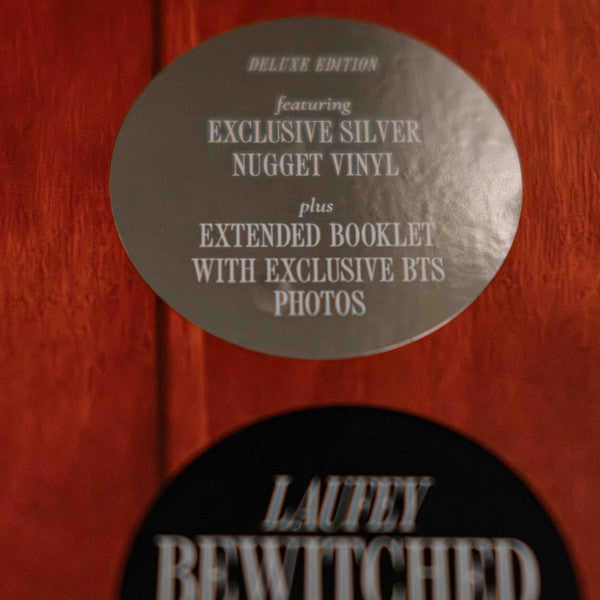 DELUXE EDITION
featuring
EXCLUSIVE SILVER
NUGGET VINYL
plus
EXTENDED BOOKLET
WITH EXCLUSIVE BTS
PHOTOS
LAUFEY
BEWITCHED